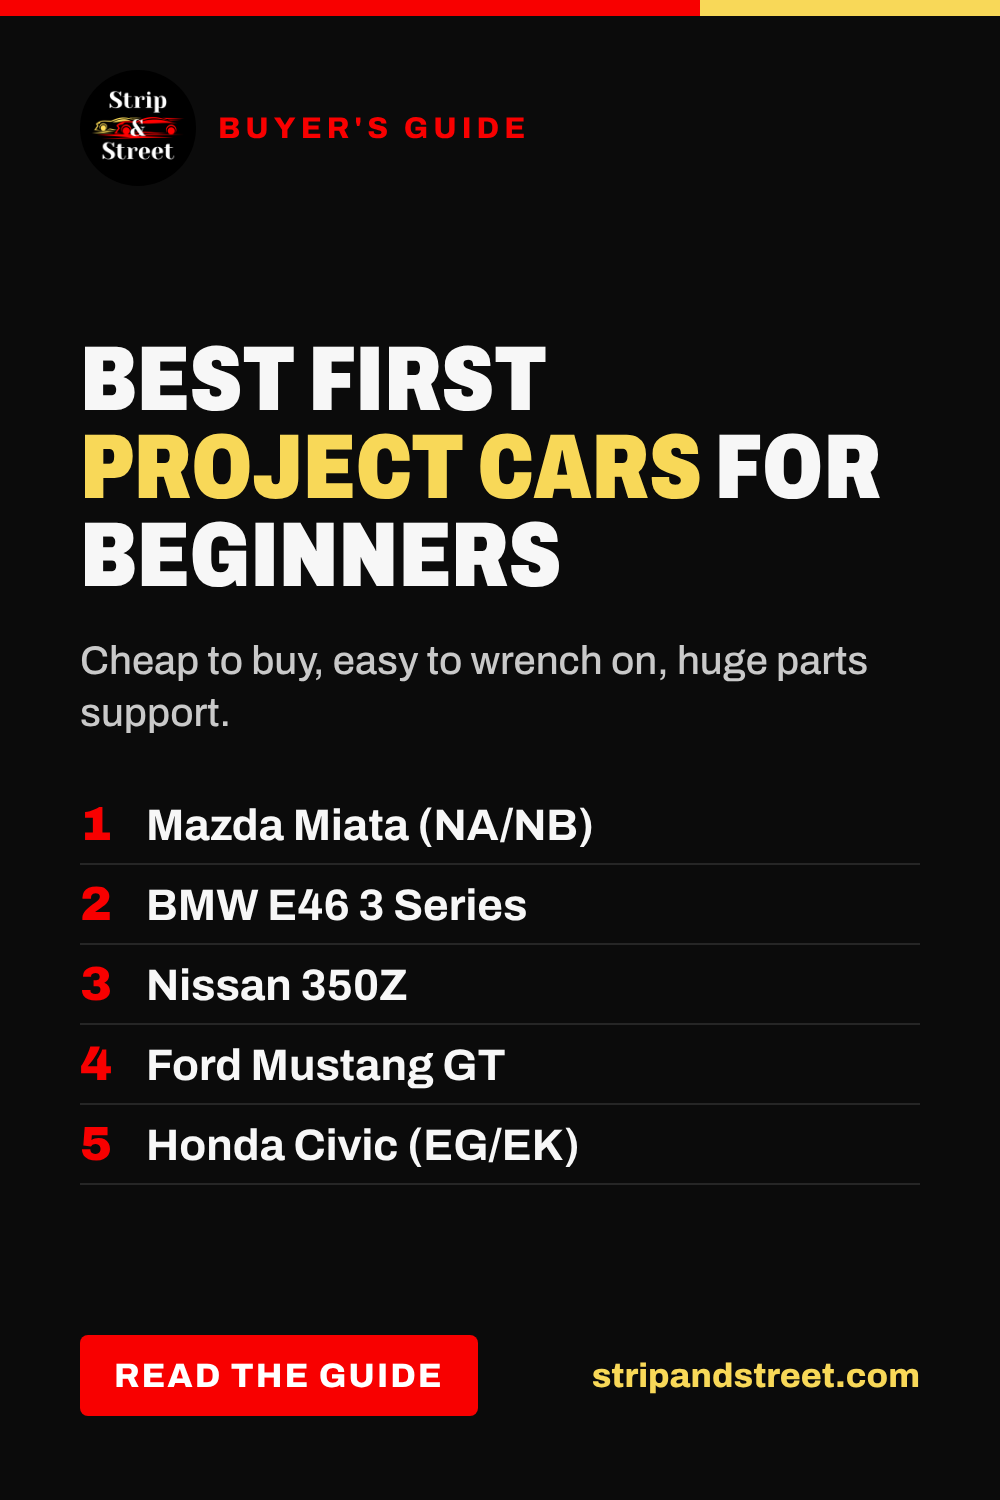 Strip
&
Street
BUYER'S GUIDE
BEST FIRST
PROJECT CARS FOR
BEGINNERS
Cheap to buy, easy to wrench on, huge parts
support.
1 Mazda Miata (NA/NB)
2 BMW E46 3 Series
3 Nissan 350Z
4 Ford Mustang GT
5 Honda Civic (EG/EK)
READ THE GUIDE
stripandstreet.com